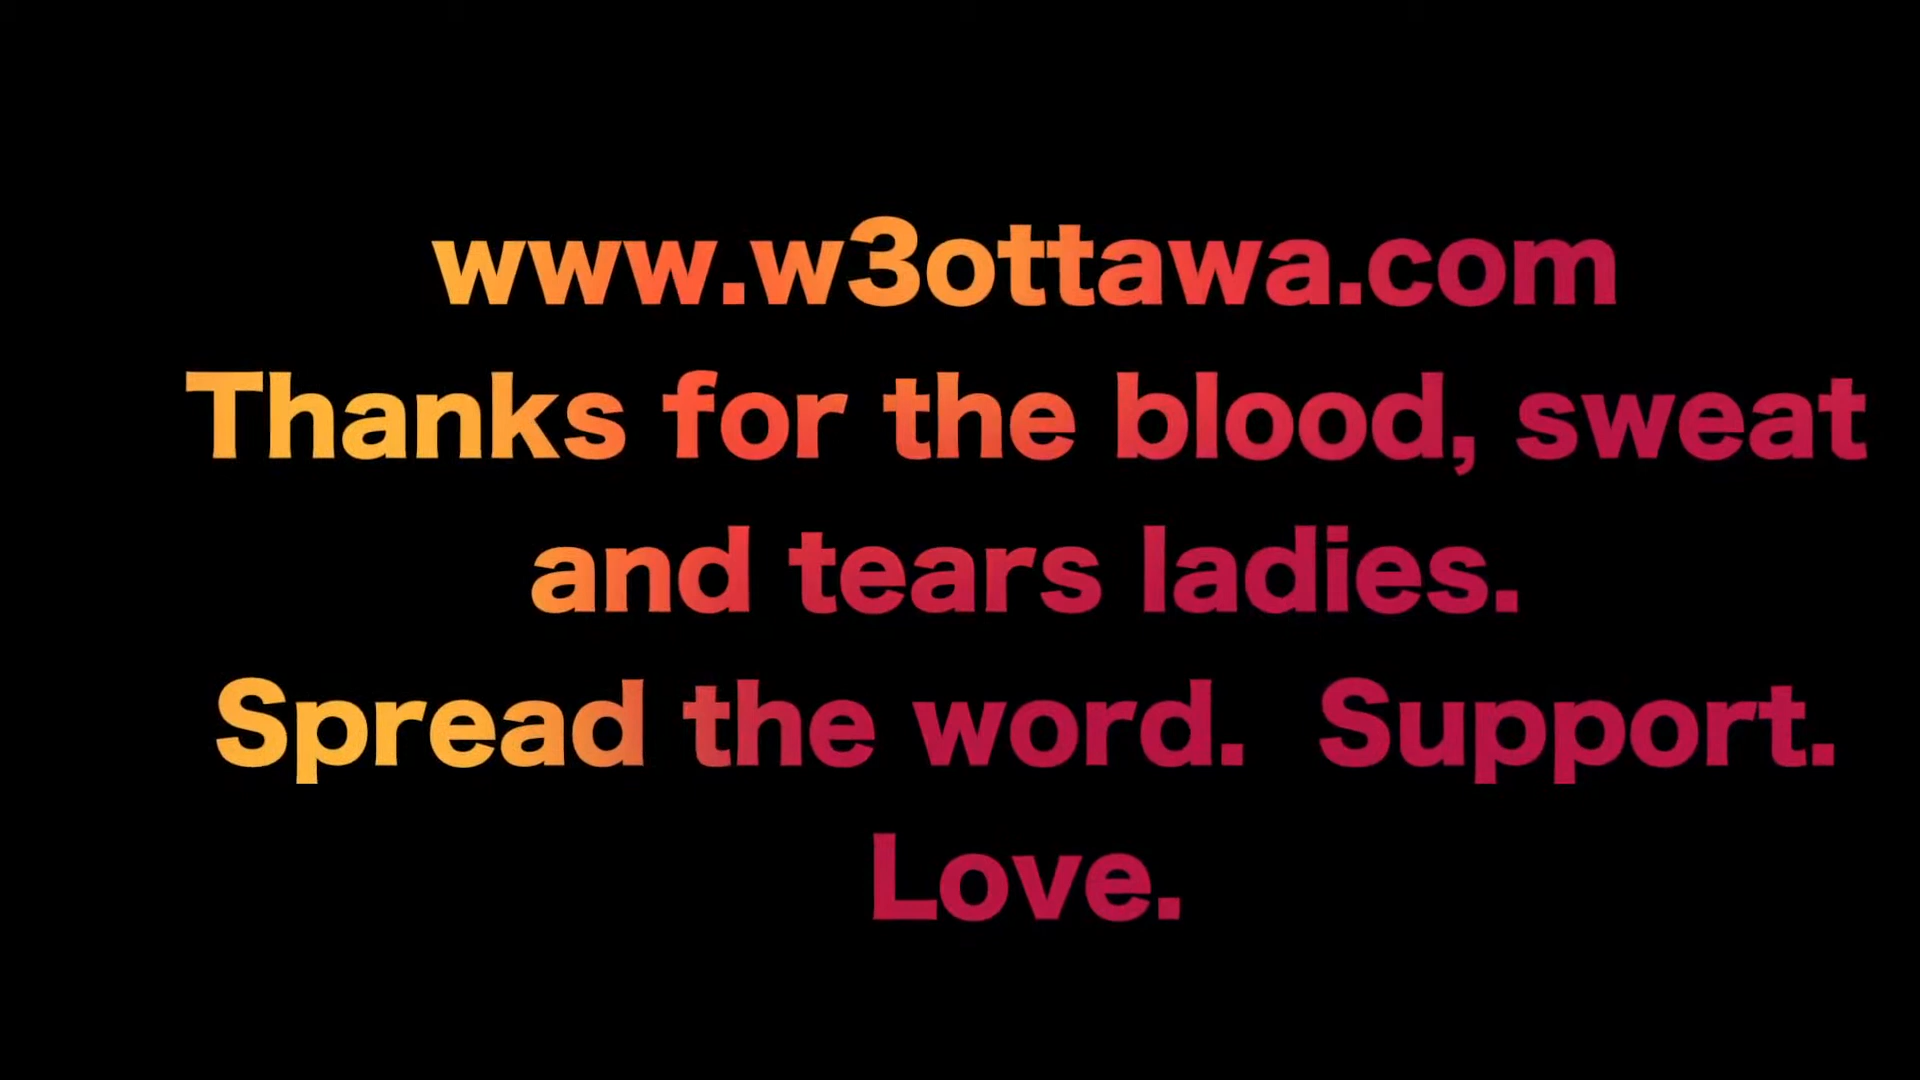 www.w3ottawa.com
Thanks for the blood, sweat
and tears ladies.
Spread the word.  Support.
Love.